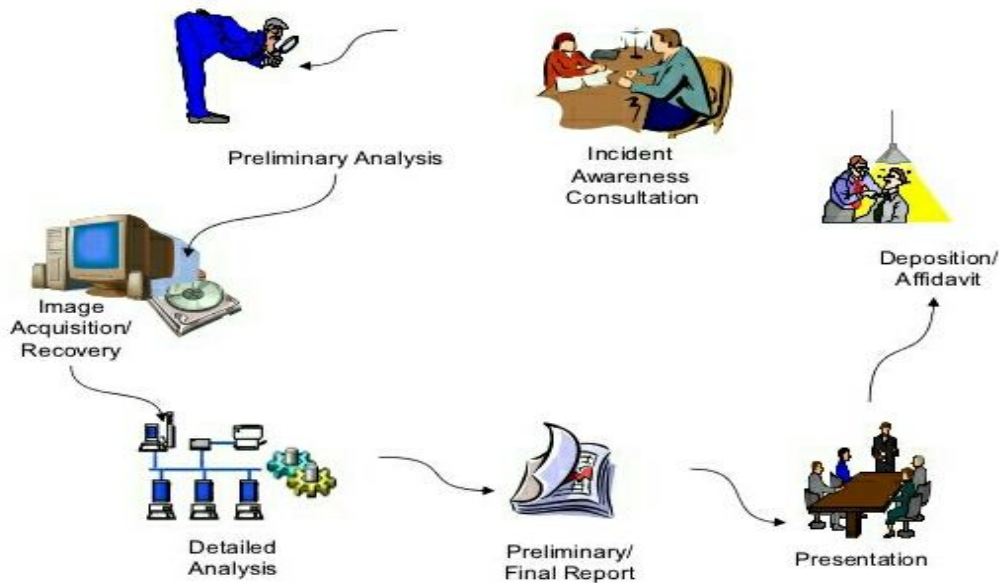 Incident
Awareness
Consultation
Preliminary Analysis
Image
Acquisition/
Recovery
Detailed
Analysis
Preliminary/
Final Report
Presentation
Deposition/
Affidavit